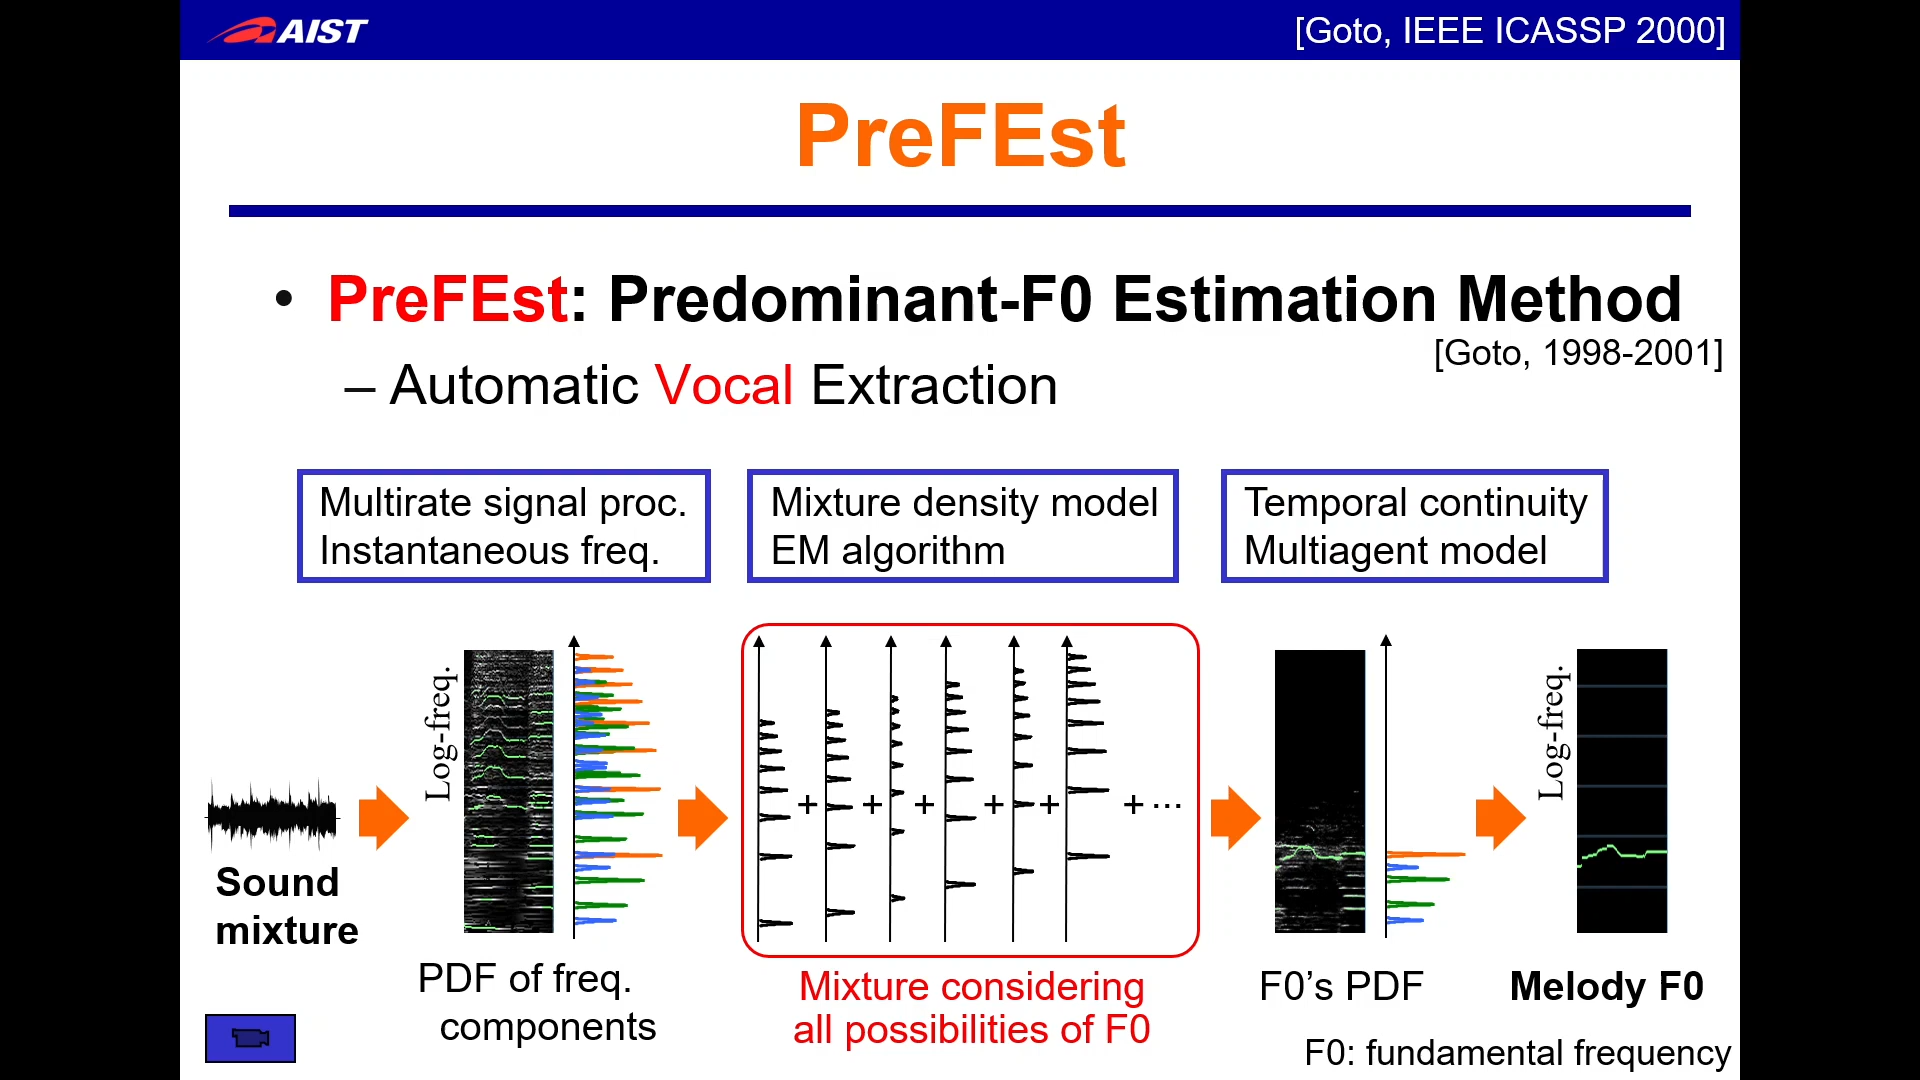 AIST
[Goto, IEEE ICASSP 2000]
PreFEst
• PreFEst: Predominant-F0 Estimation Method
[Goto, 1998-2001]
– Automatic Vocal Extraction
Multirate signal proc.
Instantaneous freq.
Mixture density model
EM algorithm
Temporal continuity
Multiagent model
Log-freq.
+ + + + + + ...
Log-freq.
Sound
mixture
PDF of freq.
components
Mixture considering
all possibilities of F0
F0's PDF
Melody F0
F0: fundamental frequency